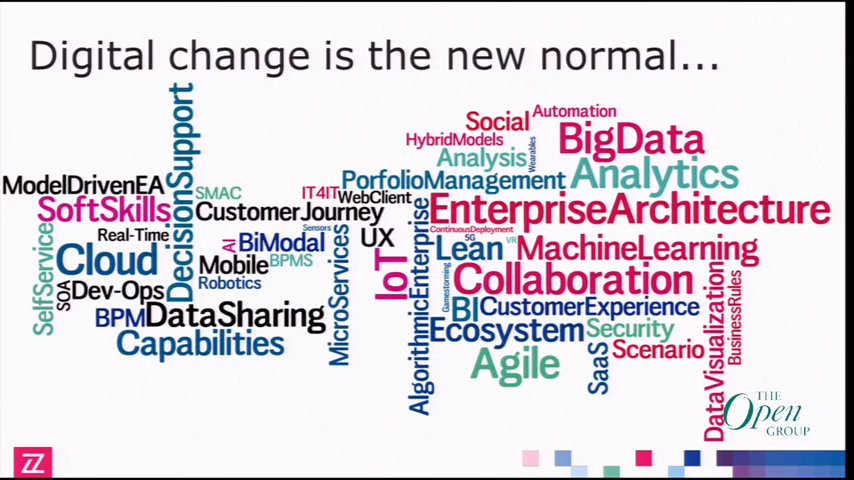 Digital change is the new normal...
DecisionSupport
Social
Automation
HybridModels
Wearables
BigData
Analysis
Analytics
ModelDrivenEA
SMAC
IT4IT
PorfolioManagement
WebClient
SoftSkills
CustomerJourney
EnterpriseArchitecture
SelfService
Real-Time
AI
BiModal
Sensors
UX
ContinuousDeployment
5G
VR
Lean
MachineLearning
Cloud
Mobile
BPMS
MicroServices
IoT
AlgorithmicEnterprise
Gamestorming
Collaboration
SOA
Dev-Ops
Robotics
BI
CustomerExperience
DataVisualization
BusinessRules
BPM
DataSharing
Ecosystem
Security
Capabilities
Agile
SaaS
Scenario
THE
Open
GROUP